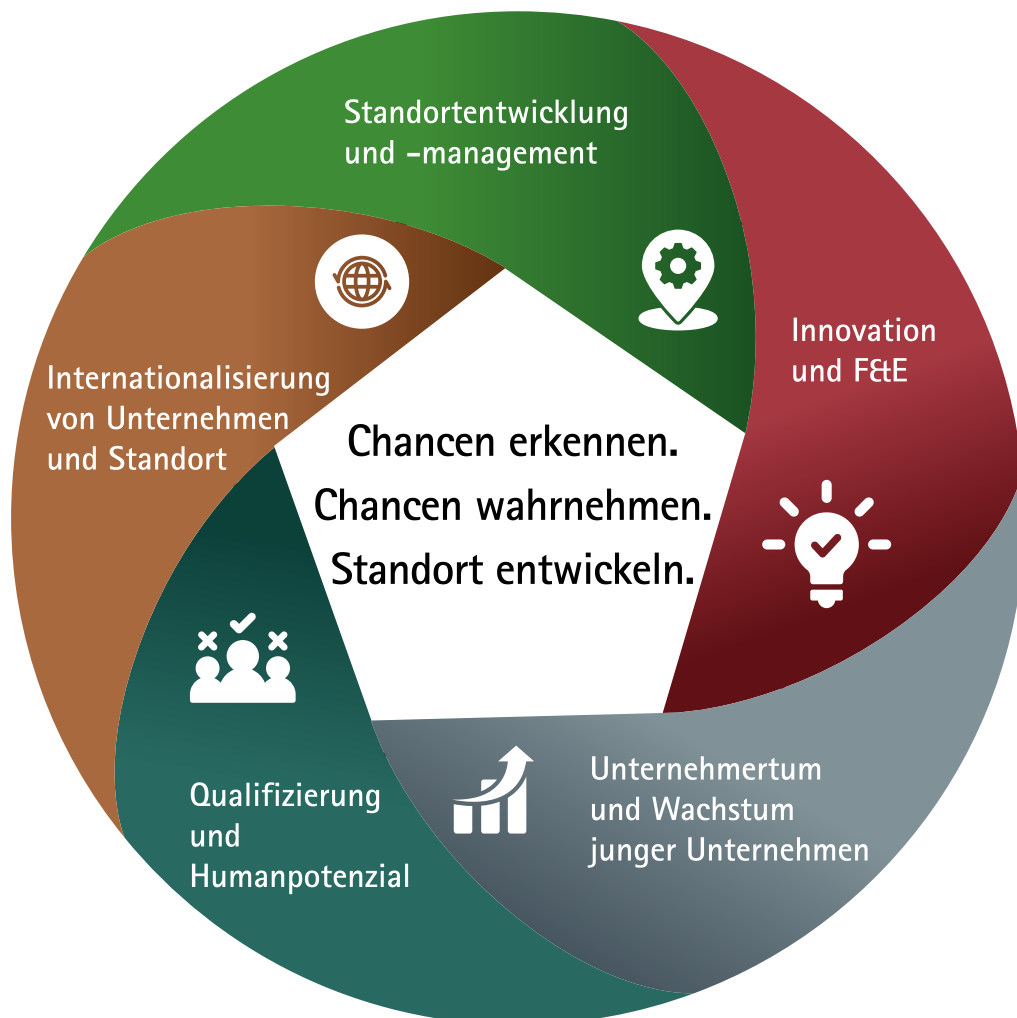 Standortentwicklung
und -management
Innovation
und F&E
Internationalisierung
von Unternehmen
und Standort
Chancen erkennen.
Chancen wahrnehmen.
Standort entwickeln.
Unternehmertum
und Wachstum
junger Unternehmen
Qualifizierung
und
Humanpotenzial